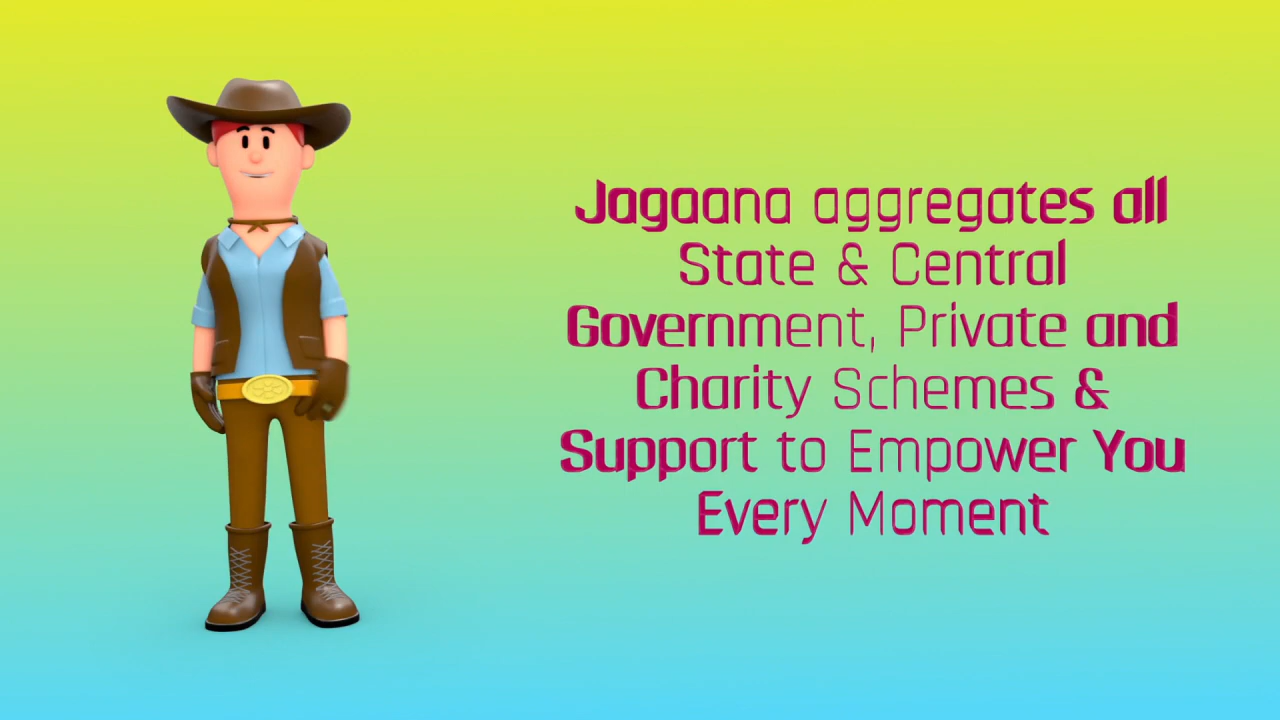 Jagaana aggregates all
State & Central
Government, Private and
Charity Schemes &
Support to Empower You
Every Moment